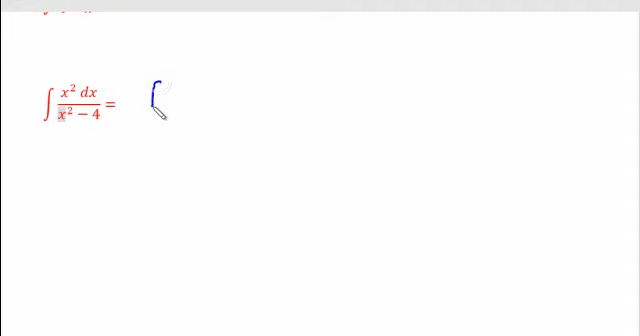 ∫ x² dx / x² − 4 =
∫